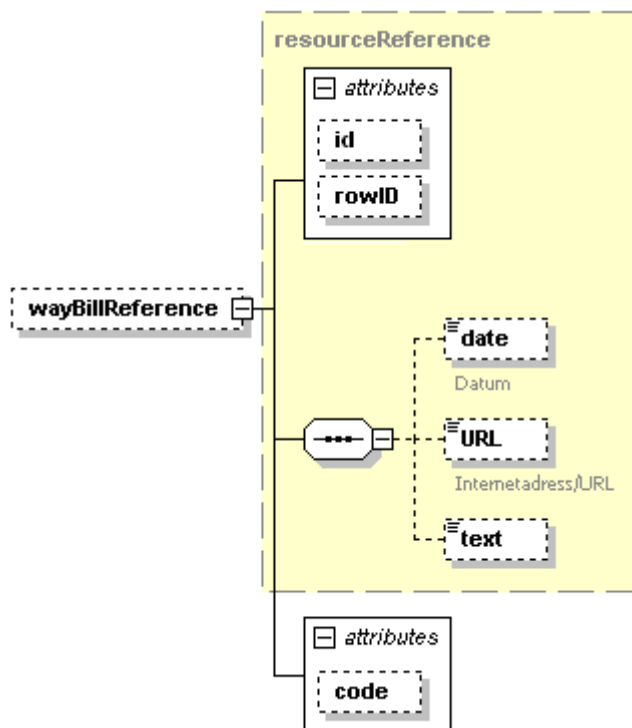 resourceReference
attributes
id
rowID
wayBillReference
date
Datum
URL
Internetadress/URL
text
attributes
code